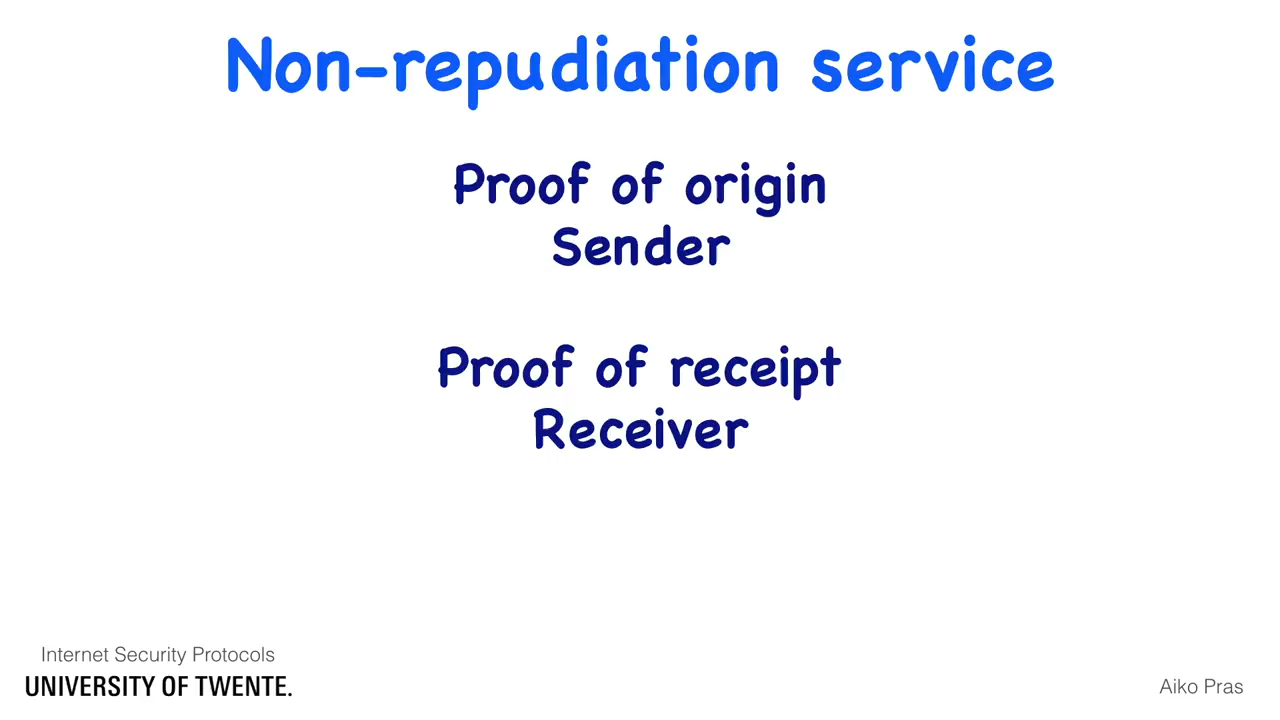 Non-repudiation service
Proof of origin
Sender
Proof of receipt
Receiver
Internet Security Protocols
UNIVERSITY OF TWENTE.
Aiko Pras